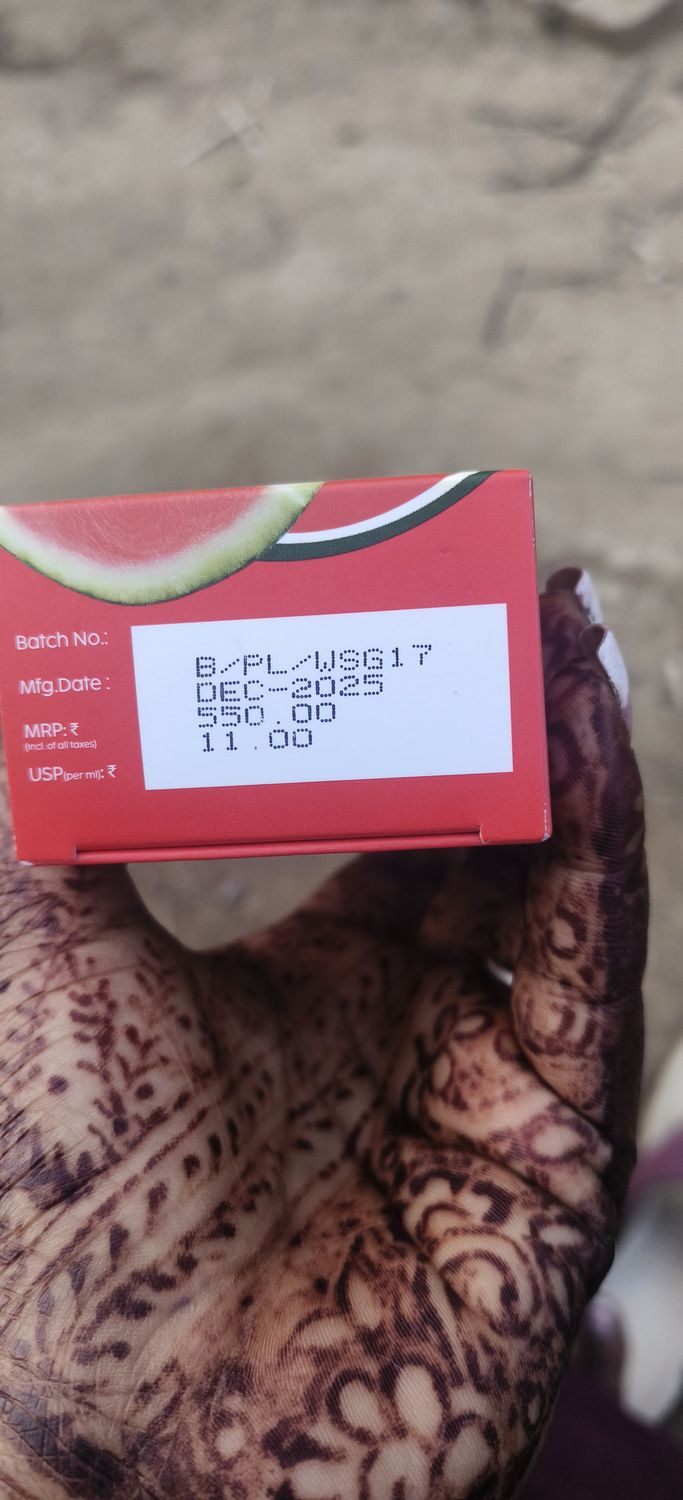 Batch No.: B/PL/WSG17
Mfg.Date : DEC-2025
MRP: ₹ 550.00
(Incl. of all taxes)
USP(per ml): ₹ 11.00